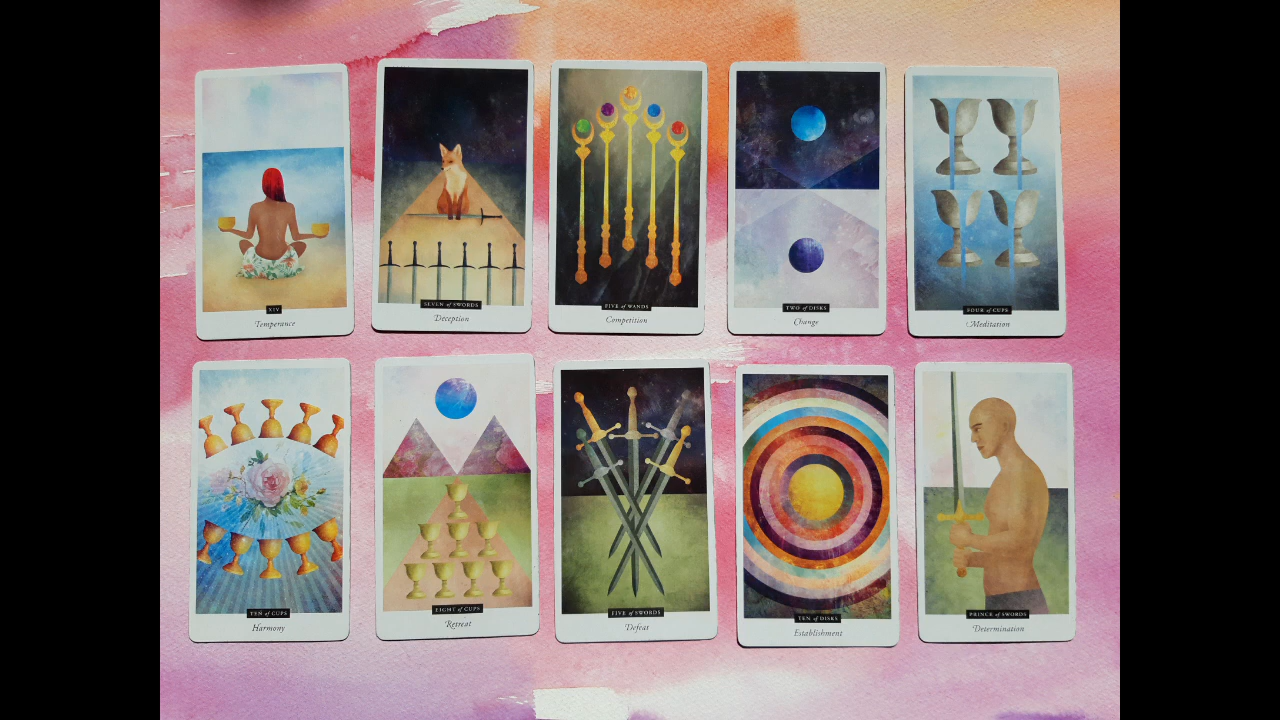 XIV
Temperance
SEVEN of SWORDS
Deception
FIVE of WANDS
Competition
TWO of DISKS
Change
FOUR of CUPS
Meditation
TEN of CUPS
Harmony
EIGHT of CUPS
Retreat
FIVE of SWORDS
Defeat
TEN of DISKS
Establishment
PRINCE of SWORDS
Determination